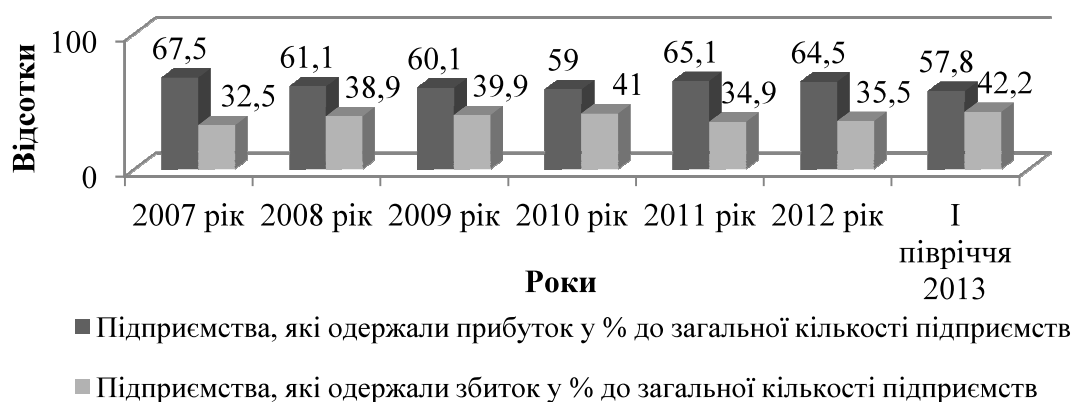 Відсотки
100
0
67,5
32,5
61,1
38,9
60,1
39,9
59
41
65,1
34,9
64,5
35,5
57,8
42,2
2007 рік
2008 рік
2009 рік
2010 рік
2011 рік
2012 рік
І
півріччя
2013
Роки
Підприємства, які одержали прибуток у % до загальної кількості підприємств
Підприємства, які одержали збиток у % до загальної кількості підприємств